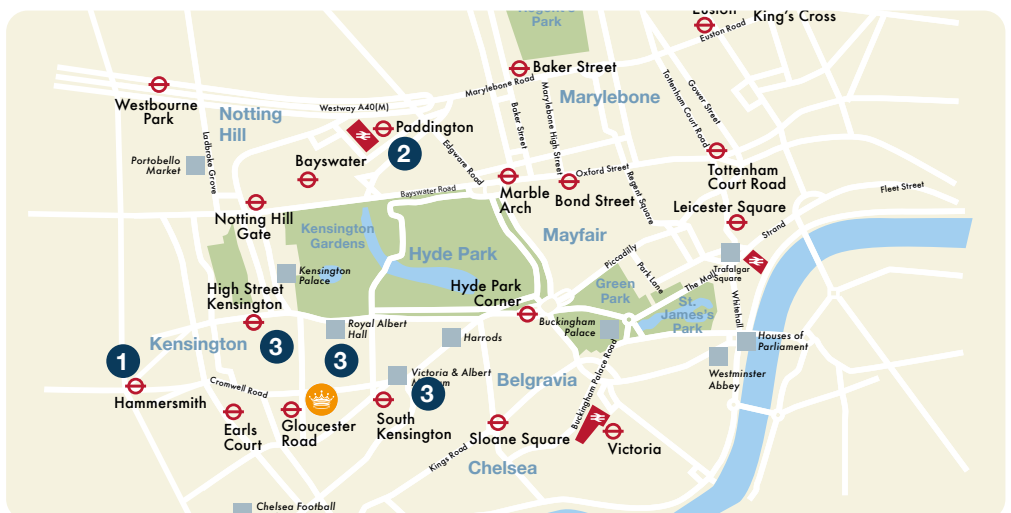 Regent's
Park
Euston
King's Cross
Euston Road
Baker Street
Marylebone Road
Marylebone
Gower Street
Tottenham Court Road
Westbourne
Park
Notting
Hill
Westway A40(M)
Paddington
2
Baker Street
Marylebone High Street
Edgware Road
Portobello
Market
Ladbroke Grove
Bayswater
Bayswater Road
Marble
Arch
Bond Street
Oxford Street
Regent Square
Tottenham
Court Road
Leicester Square
Fleet Street
Strand
Notting Hill
Gate
Kensington
Gardens
Hyde Park
Mayfair
Piccadilly
Park Lane
Trafalgar
Square
Kensington
Palace
High Street
Kensington
Hyde Park
Corner
Green
Park
The Mall
St.
James's
Park
Whitehall
Kensington
3
Royal Albert
Hall
3
Harrods
Buckingham
Palace
Houses of
Parliament
Westminster
Abbey
1
Hammersmith
Cromwell Road
Victoria & Albert
3
Belgravia
Buckingham Palace Road
Earls
Court
Gloucester
Road
South
Kensington
Sloane Square
Victoria
Kings Road
Chelsea
Chelsea Football